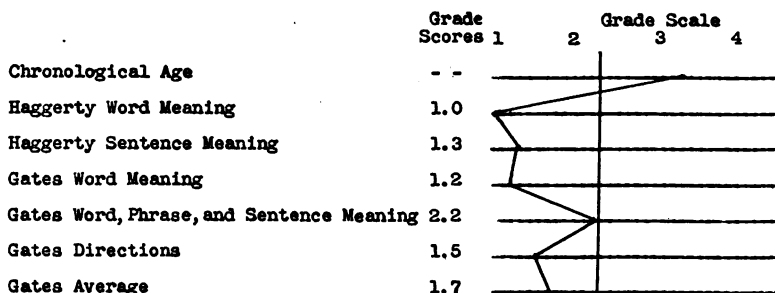 Grade Grade Scale
Scores 1 2 3 4
Chronological Age - -
Haggerty Word Meaning 1.0
Haggerty Sentence Meaning 1.3
Gates Word Meaning 1.2
Gates Word, Phrase, and Sentence Meaning 2.2
Gates Directions 1.5
Gates Average 1.7